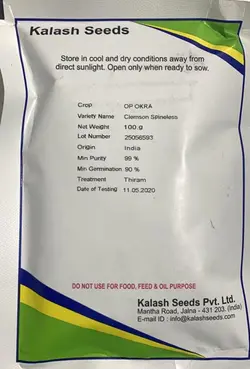 Kalash Seeds
Store in cool and dry conditions away from
direct sunlight. Open only when ready to sow.
Crop OP OKRA
Variety Name Clemson Spineless
Net Weight 100 g
Lot Number 25056593
Origin India
Min Purity 99 %
Min Germination 90 %
Treatment Thiram
Date of Testing 11.05.2020
DO NOT USE FOR FOOD, FEED & OIL PURPOSE
Kalash Seeds Pvt. Ltd.
Mantha Road, Jalna - 431 203. (India)
E-mail ID : info@kalashseeds.com